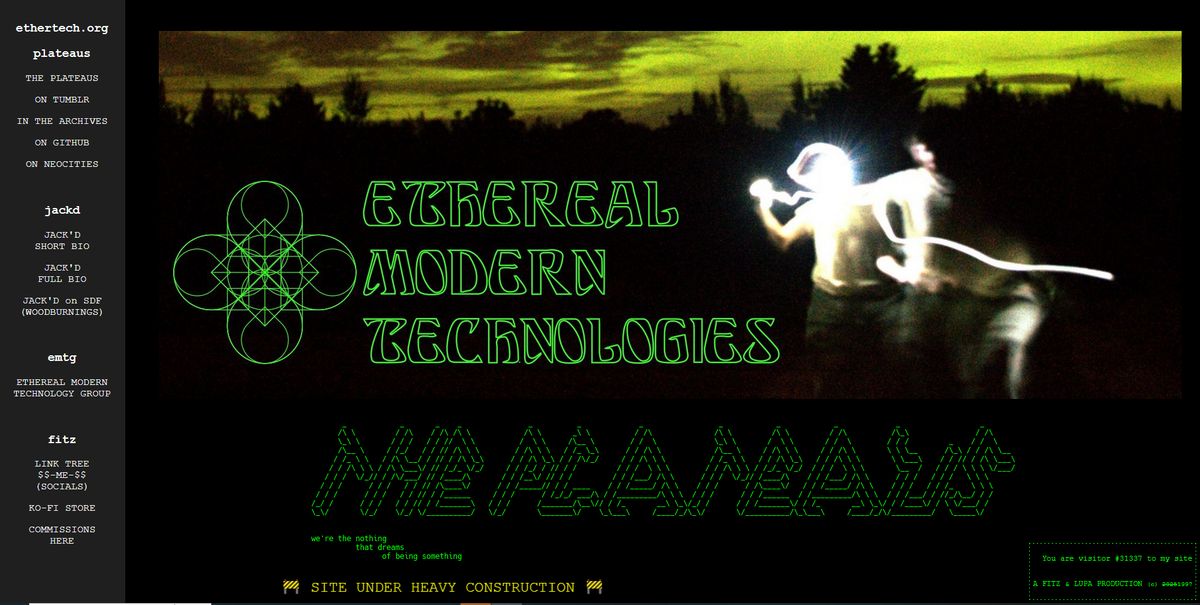 ethertech.org
plateaus
THE PLATEAUS
ON TUMBLR
IN THE ARCHIVES
ON GITHUB
ON NEOCITIES
jackd
JACK'D
SHORT BIO
JACK'D
FULL BIO
JACK'D on SDF
(WOODBURNINGS)
emtg
ETHEREAL MODERN
TECHNOLOGY GROUP
fitz
LINK TREE
$$-ME-$$
(SOCIALS)
KO-FI STORE
COMMISSIONS
HERE
ETHEREAL
MODERN
TECHNOLOGIES
THE PLATEAUS
we're the nothing
that dreams
of being something
🚧 SITE UNDER HEAVY CONSTRUCTION 🚧
You are visitor #31337 to my site
A FITZ & LUPA PRODUCTION (c)